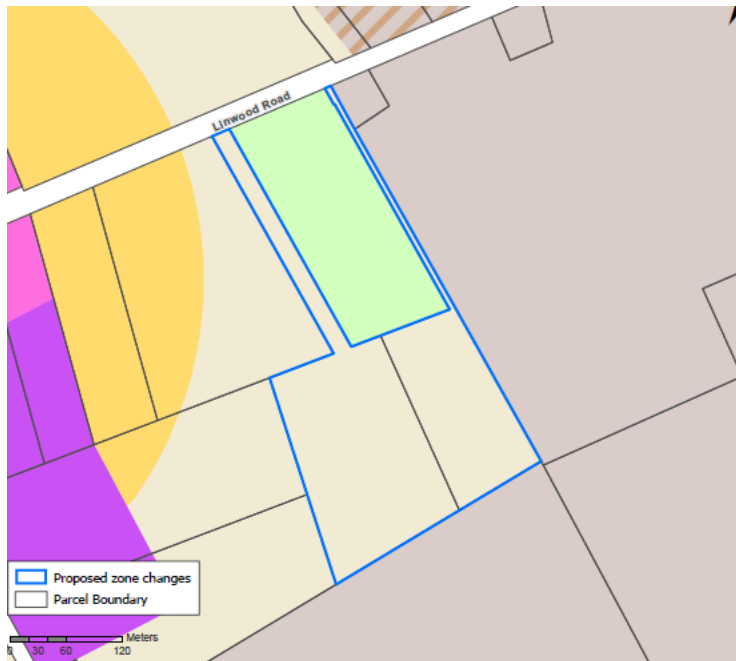 Linwood Road
Proposed zone changes
Parcel Boundary
Meters
0 30 60 120